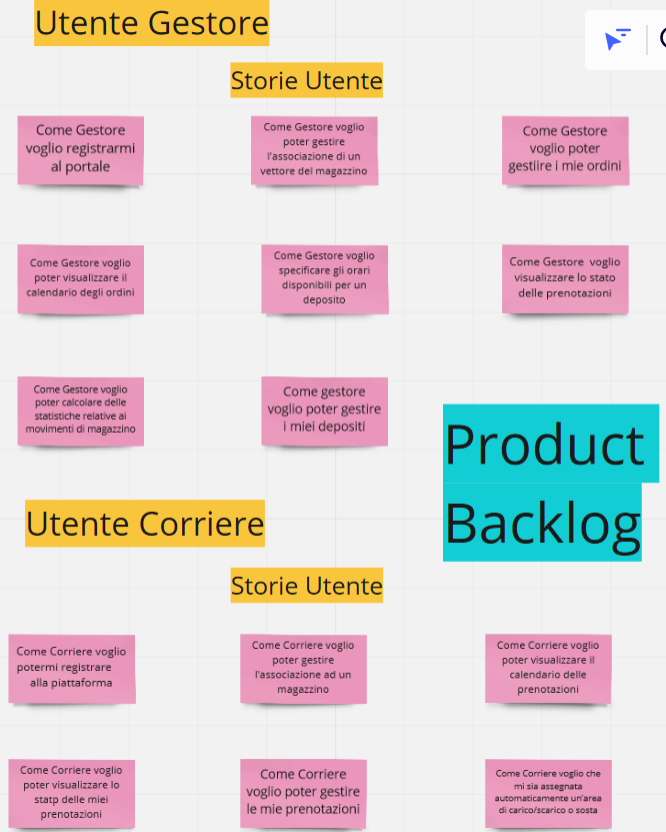 Utente Gestore
Storie Utente
Come Gestore
voglio registrarmi
al portale
Come Gestore voglio
poter gestire
l'associazione di un
vettore del magazzino
Come Gestore
voglio poter
gestiire i mie ordini
Come Gestore voglio
poter visualizzare il
calendario degli ordini
Come Gestore voglio
specificare gli orari
disponibili per un
deposito
Come Gestore voglio
visualizzare lo stato
delle prenotazioni
Come Gestore voglio
poter calcolare delle
statistiche relative ai
movimenti di magazzino
Come gestore
voglio poter gestire
i miei depositi
Product
Backlog
Utente Corriere
Storie Utente
Come Corriere voglio
potermi registrare
alla piattaforma
Come Corriere voglio
poter gestire
l'associazione ad un
magazzino
Come Corriere voglio
poter visualizzare il
calendario delle
prenotazioni
Come Corriere voglio
poter visualizzare lo
statp delle miei
prenotazioni
Come Corriere
voglio poter gestire
le mie prenotazioni
Come Corriere voglio che
mi sia assegnata
automaticamente un'area
di carico/scarico o sosta